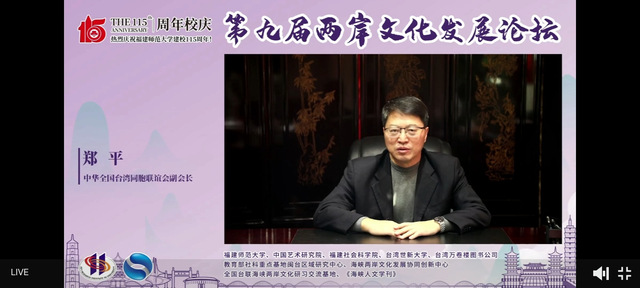 115
THE 115th
ANNIVERSARY
周年校庆
热烈庆祝福建师范大学建校115周年!
第九届两岸文化发展论坛
郑 平
中华全国台湾同胞联谊会副会长
福建师范大学、中国艺术研究院、福建社会科学院、台湾世新大学、台湾万卷楼图书公司
教育部社科重点基地闽台区域研究中心、海峡两岸文化发展协同创新中心
全国台联海峡两岸文化研习交流基地、《海峡人文学刊》
LIVE